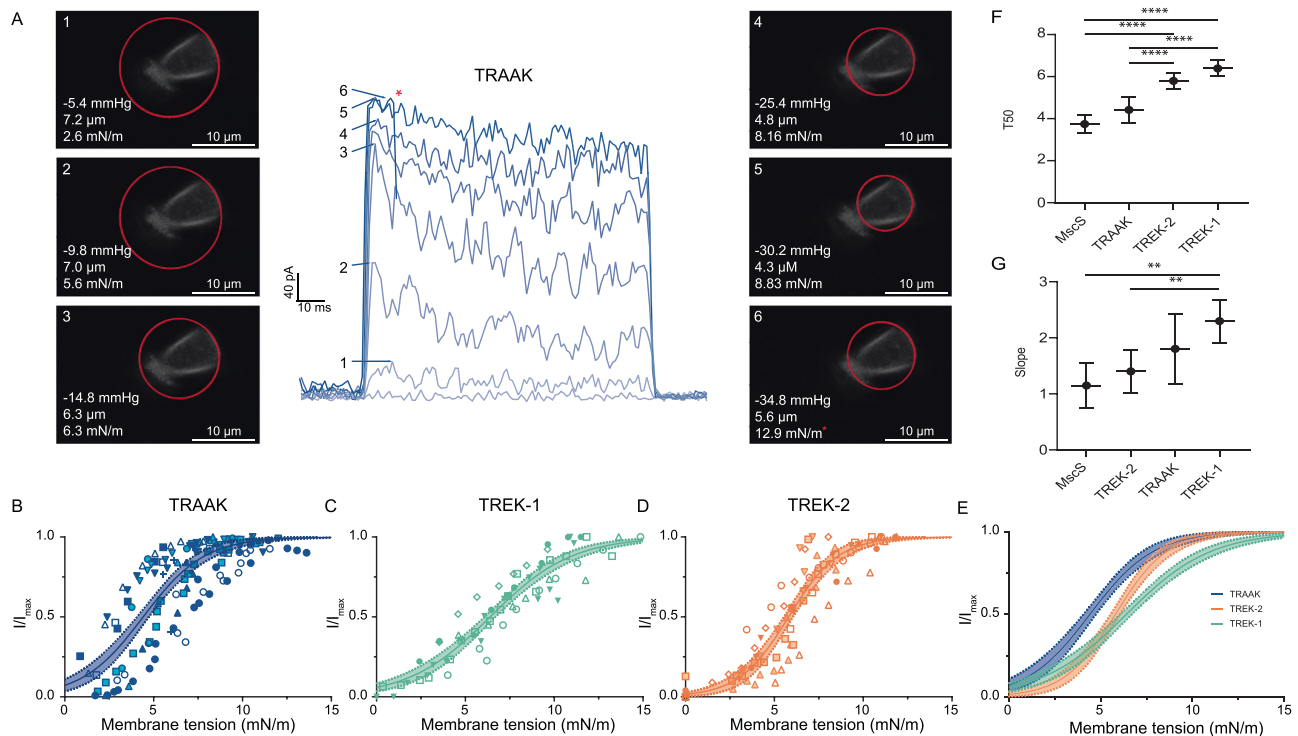 A
1
-5.4 mmHg
7.2 µm
2.6 mN/m
10 µm
2
-9.8 mmHg
7.0 µm
5.6 mN/m
10 µm
3
-14.8 mmHg
6.3 µm
6.3 mN/m
10 µm
TRAAK
6
*
5
4
3
2
1
40 pA
10 ms
4
-25.4 mmHg
4.8 µm
8.16 mN/m
10 µm
5
-30.2 mmHg
4.3 µM
8.83 mN/m
10 µm
6
-34.8 mmHg
5.6 µm
12.9 mN/m*
10 µm
F
****
****
****
****
8
6
4
2
0
T50
MscS
TRAAK
TREK-2
TREK-1
G
**
**
3
2
1
0
Slope
MscS
TREK-2
TRAAK
TREK-1
B
TRAAK
1.0
0.5
0.0
I/Imax
0
5
10
15
Membrane tension (mN/m)
C
TREK-1
1.0
0.5
0.0
I/Imax
0
5
10
15
Membrane tension (mN/m)
D
TREK-2
1.0
0.5
0.0
I/Imax
0
5
10
15
Membrane tension (mN/m)
E
1.0
0.5
0.0
I/Imax
TRAAK
TREK-2
TREK-1
0
5
10
15
Membrane tension (mN/m)